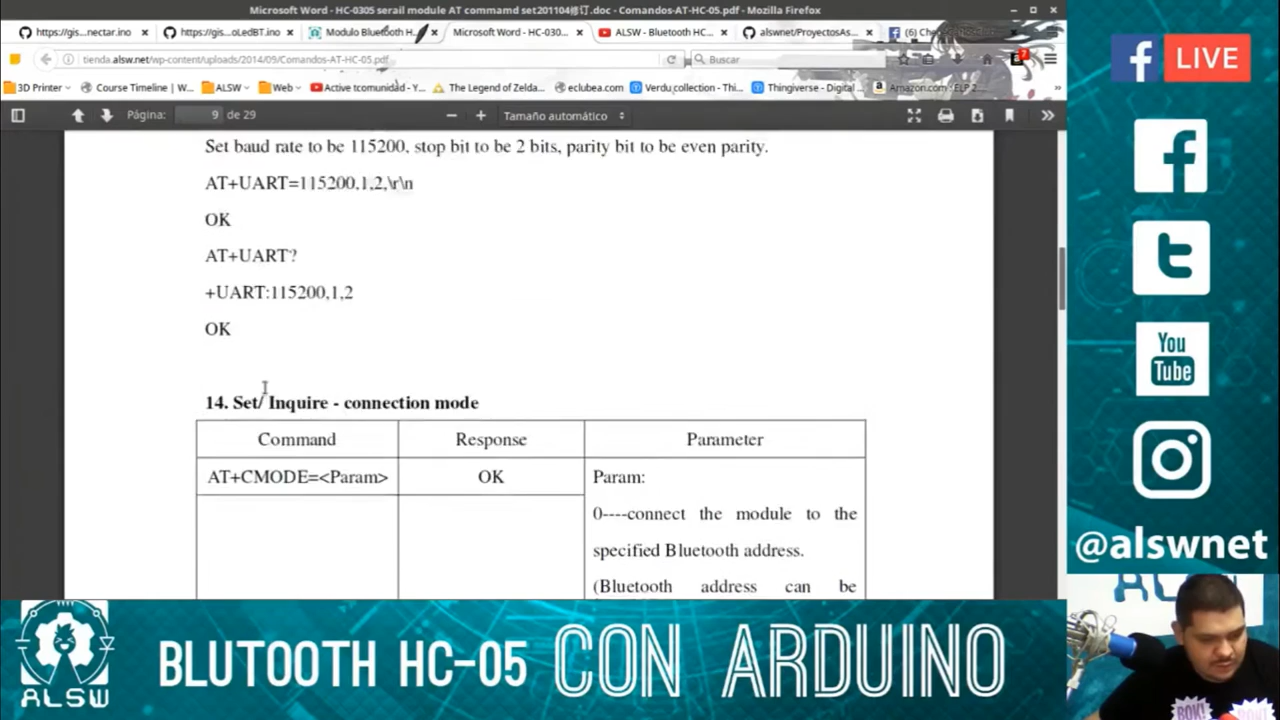 Microsoft Word - HC-0305 serail module AT commamd set201104修订.doc - Comandos-AT-HC-05.pdf - Mozilla Firefox
https://gis...nectar.ino
https://gis...oLedBT.ino
Modulo Bluetooth H...
Microsoft Word - HC-030...
ALSW - Bluetooth HC...
alswnet/ProyectosAs...
(6) Che
tienda.alsw.net/wp-content/uploads/2014/09/Comandos-AT-HC-05.pdf
Buscar
3D Printer
Course Timeline | W...
ALSW
Web
Active tcomunidad - Y...
The Legend of Zelda...
eclubea.com
Verdu collection - Thi...
Thingiverse - Digital ...
Amazon.com: ELP 2...
Página: 9 de 29
Tamaño automático
Set baud rate to be 115200, stop bit to be 2 bits, parity bit to be even parity.
AT+UART=115200,1,2,\r\n
OK
AT+UART?
+UART:115200,1,2
OK
14. Set/ Inquire - connection mode
Command Response Parameter
AT+CMODE=<Param> OK Param:
0----connect the module to the
specified Bluetooth address.
(Bluetooth address can be
f LIVE
You
Tube
@alswnet
ALSW
BLUTOOTH HC-05 CON ARDUINO